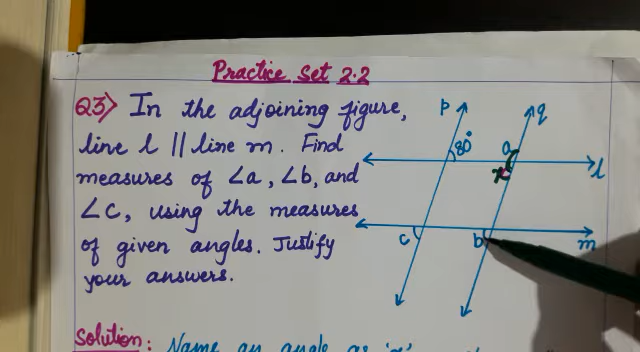 Practice Set 2.2
Q3> In the adjoining figure,
line l || line m. Find
measures of ∠a, ∠b, and
∠c, using the measures
of given angles. Justify
your answers.
p
q
80°
a
x
l
c
b
m
Solution: Name an angle as 'x'